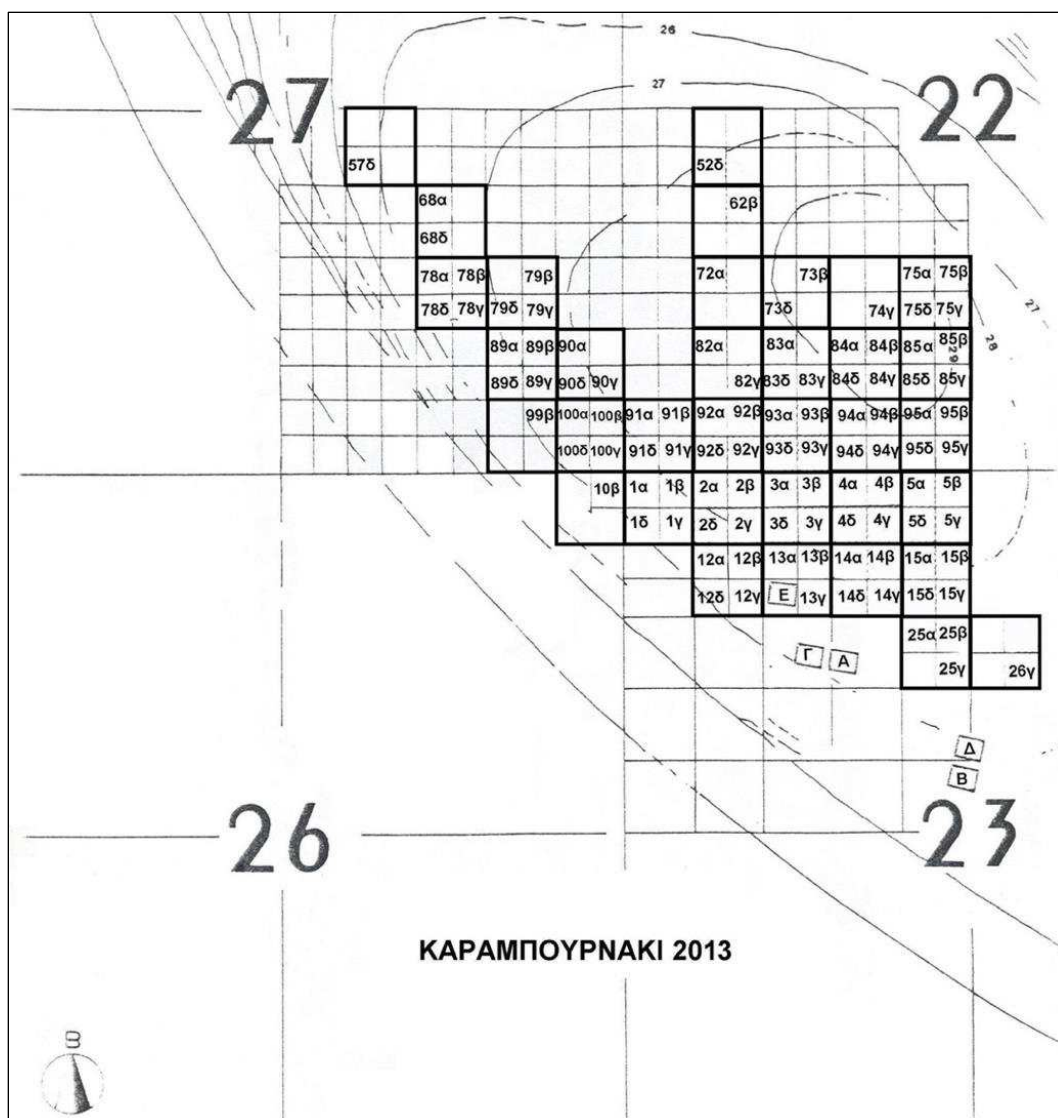 26
27
27
22
57δ
52δ
68α
62β
68δ
78α 78β 79β 72α 73β 75α 75β
78δ 78γ 79δ 79γ 73δ 74γ 75δ 75γ
27
28
89α 89β 90α 82α 83α 84α 84β 85α 85β
29
89δ 89γ 90δ 90γ 82γ 83δ 83γ 84δ 84γ 85δ 85γ
99β 100α 100β 91α 91β 92α 92β 93α 93β 94α 94β 95α 95β
100δ 100γ 91δ 91γ 92δ 92γ 93δ 93γ 94δ 94γ 95δ 95γ
10β 1α 1β 2α 2β 3α 3β 4α 4β 5α 5β
1δ 1γ 2δ 2γ 3δ 3γ 4δ 4γ 5δ 5γ
12α 12β 13α 13β 14α 14β 15α 15β
12δ 12γ Ε 13γ 14δ 14γ 15δ 15γ
25α 25β
Γ Α
25γ 26γ
Δ
Β
26
23
ΚΑΡΑΜΠΟΥΡΝΑΚΙ 2013
Β